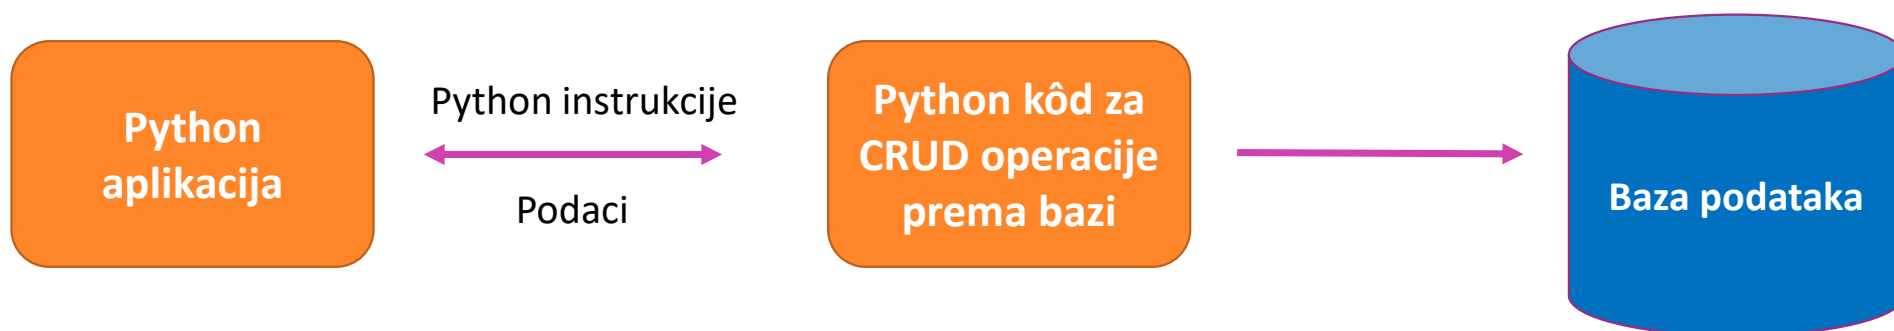 Python
aplikacija
Python instrukcije
Podaci
Python kôd za
CRUD operacije
prema bazi
Baza podataka